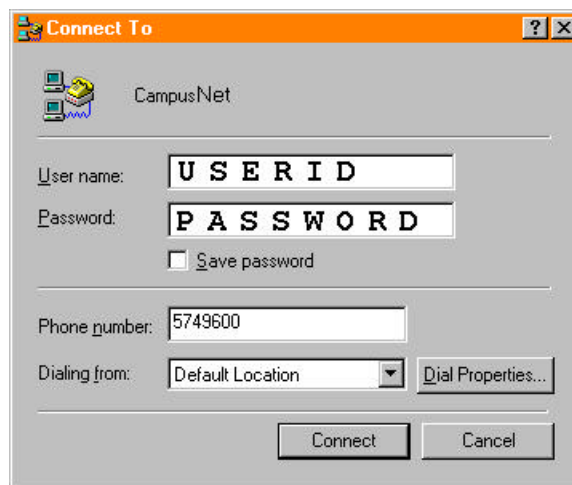 Connect To
CampusNet
User name: USERID
Password: PASSWORD
Save password
Phone number: 5749600
Dialing from: Default Location Dial Properties...
Connect Cancel